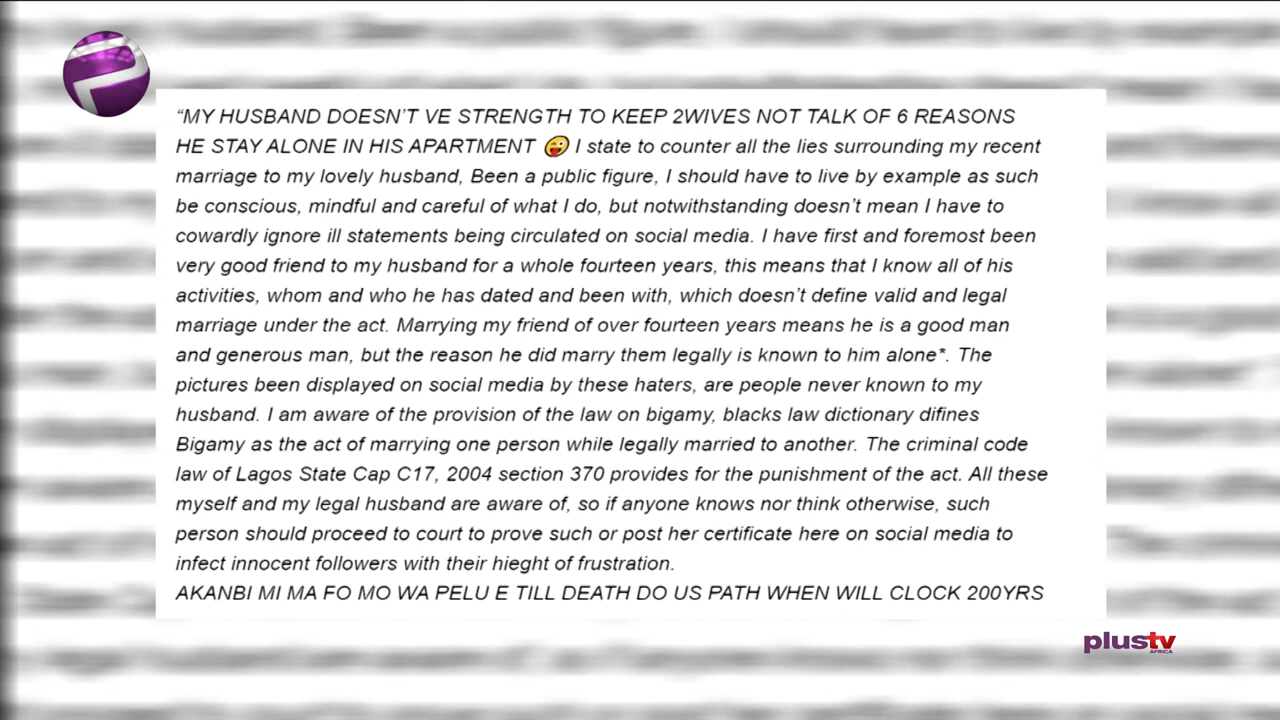 “MY HUSBAND DOESN’T VE STRENGTH TO KEEP 2WIVES NOT TALK OF 6 REASONS
HE STAY ALONE IN HIS APARTMENT 😜 I state to counter all the lies surrounding my recent
marriage to my lovely husband, Been a public figure, I should have to live by example as such
be conscious, mindful and careful of what I do, but notwithstanding doesn’t mean I have to
cowardly ignore ill statements being circulated on social media. I have first and foremost been
very good friend to my husband for a whole fourteen years, this means that I know all of his
activities, whom and who he has dated and been with, which doesn’t define valid and legal
marriage under the act. Marrying my friend of over fourteen years means he is a good man
and generous man, but the reason he did marry them legally is known to him alone*. The
pictures been displayed on social media by these haters, are people never known to my
husband. I am aware of the provision of the law on bigamy, blacks law dictionary difines
Bigamy as the act of marrying one person while legally married to another. The criminal code
law of Lagos State Cap C17, 2004 section 370 provides for the punishment of the act. All these
myself and my legal husband are aware of, so if anyone knows nor think otherwise, such
person should proceed to court to prove such or post her certificate here on social media to
infect innocent followers with their hieght of frustration.
AKANBI MI MA FO MO WA PELU E TILL DEATH DO US PATH WHEN WILL CLOCK 200YRS
plustv
AFRICA